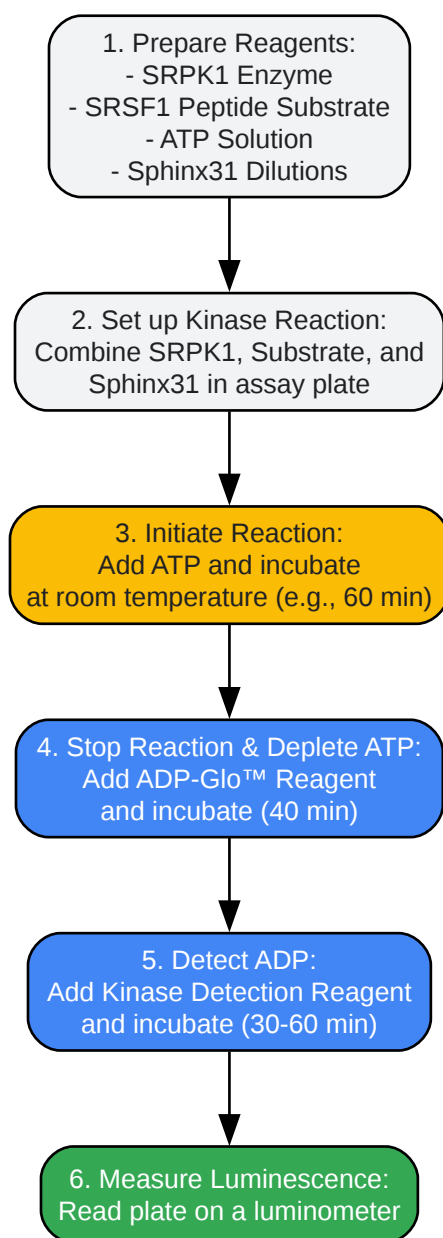 1. Prepare Reagents:
- SRPK1 Enzyme
- SRSF1 Peptide Substrate
- ATP Solution
- Sphinx31 Dilutions
2. Set up Kinase Reaction:
Combine SRPK1, Substrate, and
Sphinx31 in assay plate
3. Initiate Reaction:
Add ATP and incubate
at room temperature (e.g., 60 min)
4. Stop Reaction & Deplete ATP:
Add ADP-Glo™ Reagent
and incubate (40 min)
5. Detect ADP:
Add Kinase Detection Reagent
and incubate (30-60 min)
6. Measure Luminescence:
Read plate on a luminometer